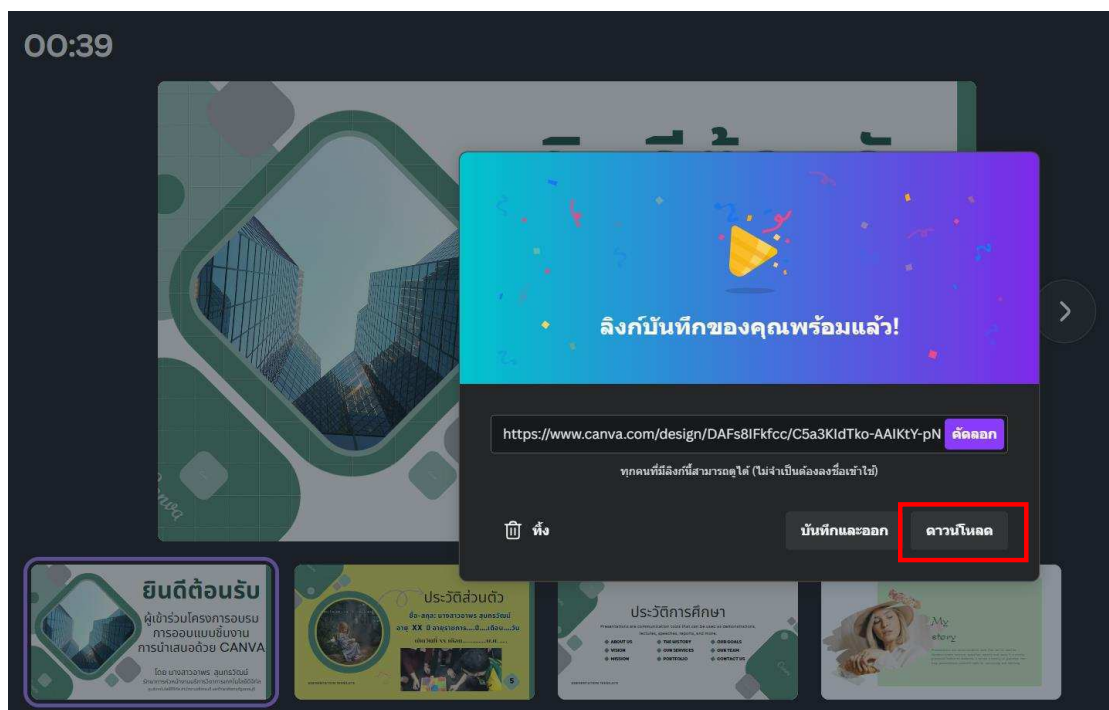 00:39
ลิงก์บันทึกของคุณพร้อมแล้ว!
https://www.canva.com/design/DAFs8IFkfcc/C5a3KIdTko-AAIKtY-pN คัดลอก
ทุกคนที่มีลิงก์นี้สามารถดูได้ (ไม่จำเป็นต้องลงชื่อเข้าใช้)
ทิ้ง
บันทึกและออก
ดาวน์โหลด
Canva
ยินดีต้อนรับ
ผู้เข้าร่วมโครงการอบรม
การออกแบบชิ้นงาน
การนำเสนอด้วย CANVA
ประวัติส่วนตัว
5
ประวัติการศึกษา
ABOUT US
VISION
MISSION
THE HISTORY
OUR SERVICES
PORTFOLIO
OUR GOALS
OUR TEAM
CONTACT US
My
story